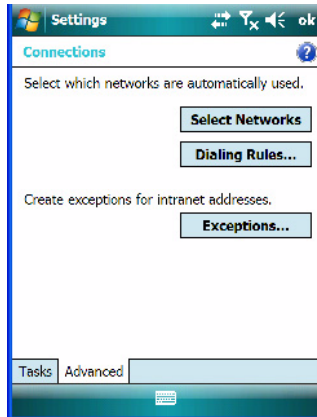 Settings ok
Connections ?
Select which networks are automatically used.
Select Networks
Dialing Rules...
Create exceptions for intranet addresses.
Exceptions...
Tasks Advanced